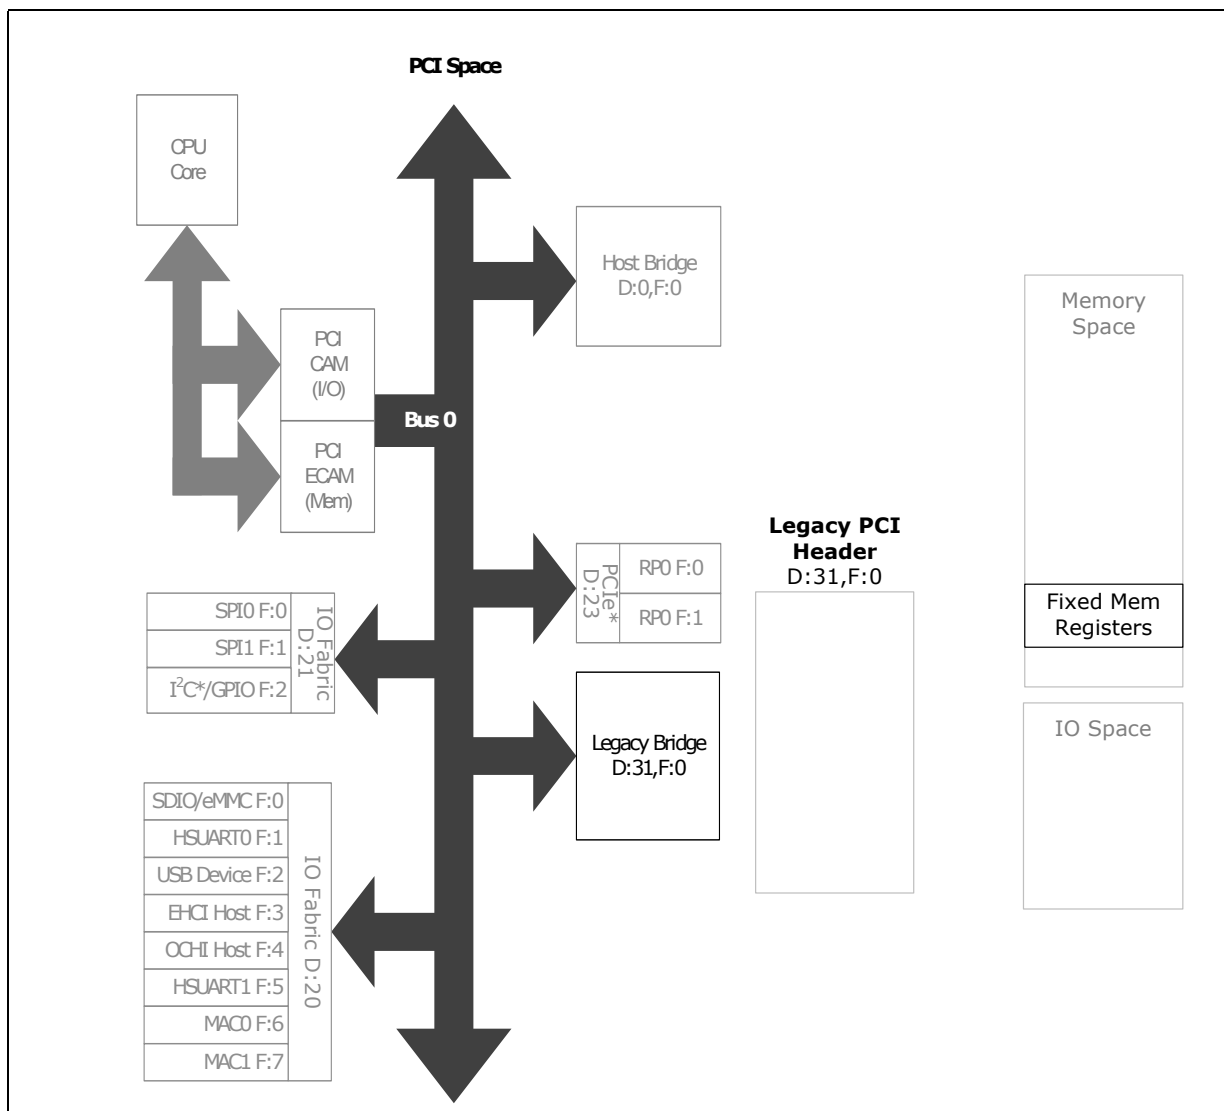 PCI Space
CPU
Core
Host Bridge
D:0,F:0
Memory
Space
PCI
CAM
(I/O)
Bus 0
PCI
ECAM
(Mem)
Legacy PCI
Header
D:31,F:0
PCIe*
D:23
RP0 F:0
RP0 F:1
Fixed Mem
Registers
SPI0 F:0
SPI1 F:1
I²C*/GPIO F:2
IO Fabric
D:21
Legacy Bridge
D:31,F:0
IO Space
SDIO/eMMC F:0
HSUART0 F:1
USB Device F:2
EHCI Host F:3
OCHI Host F:4
HSUART1 F:5
MAC0 F:6
MAC1 F:7
IO Fabric D:20